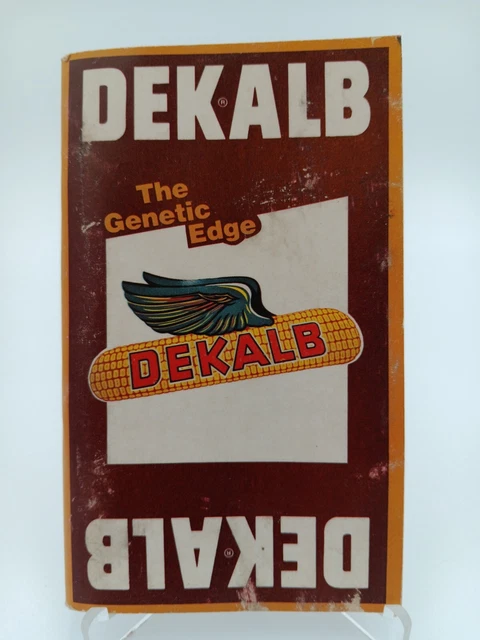 DEKALB®
The
Genetic
Edge
DEKALB
DEKALB®